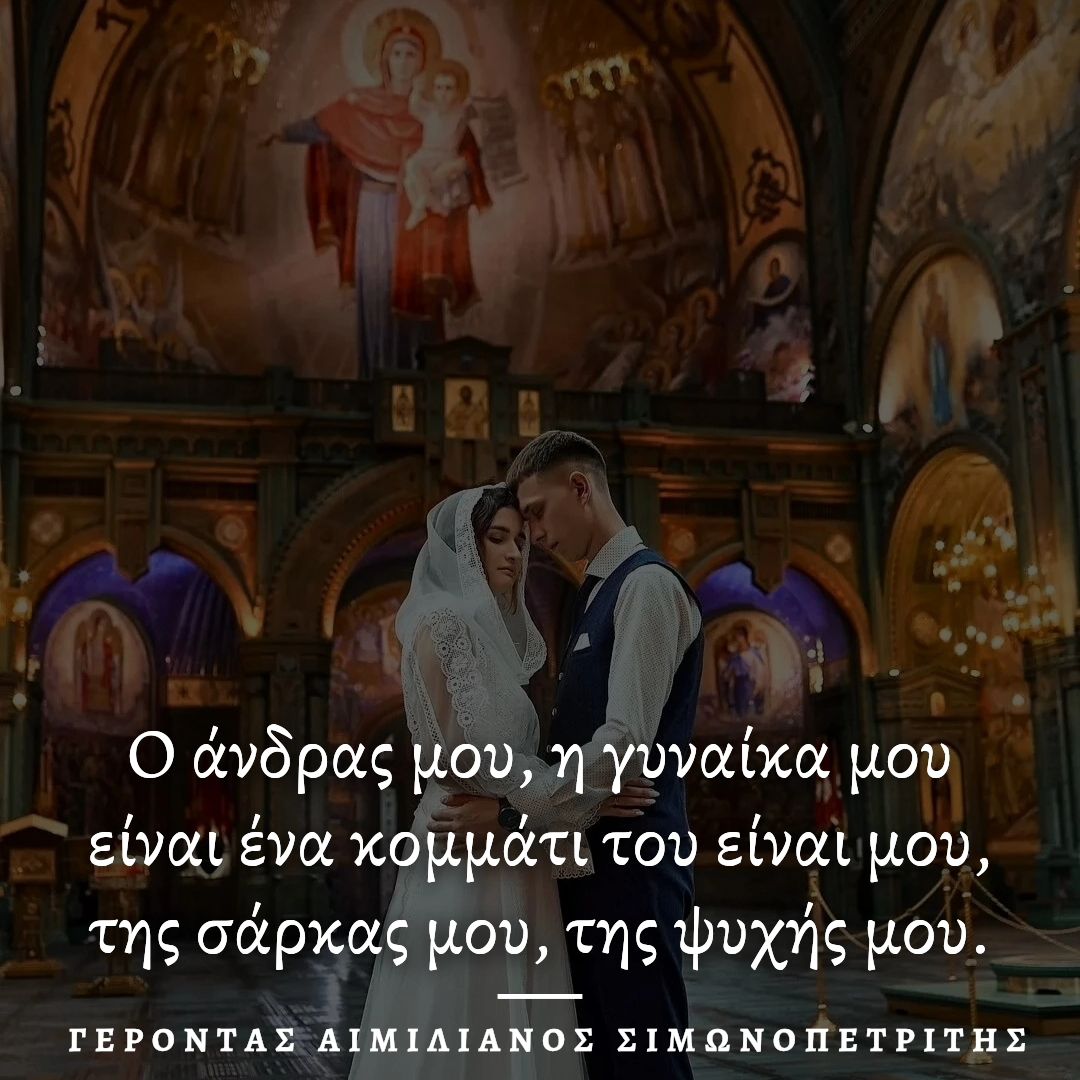 Ο άνδρας μου, η γυναίκα μου
είναι ένα κομμάτι του είναι μου,
της σάρκας μου, της ψυχής μου.
ΓΕΡΟΝΤΑΣ ΑΙΜΙΛΙΑΝΟΣ ΣΙΜΩΝΟΠΕΤΡΙΤΗΣ